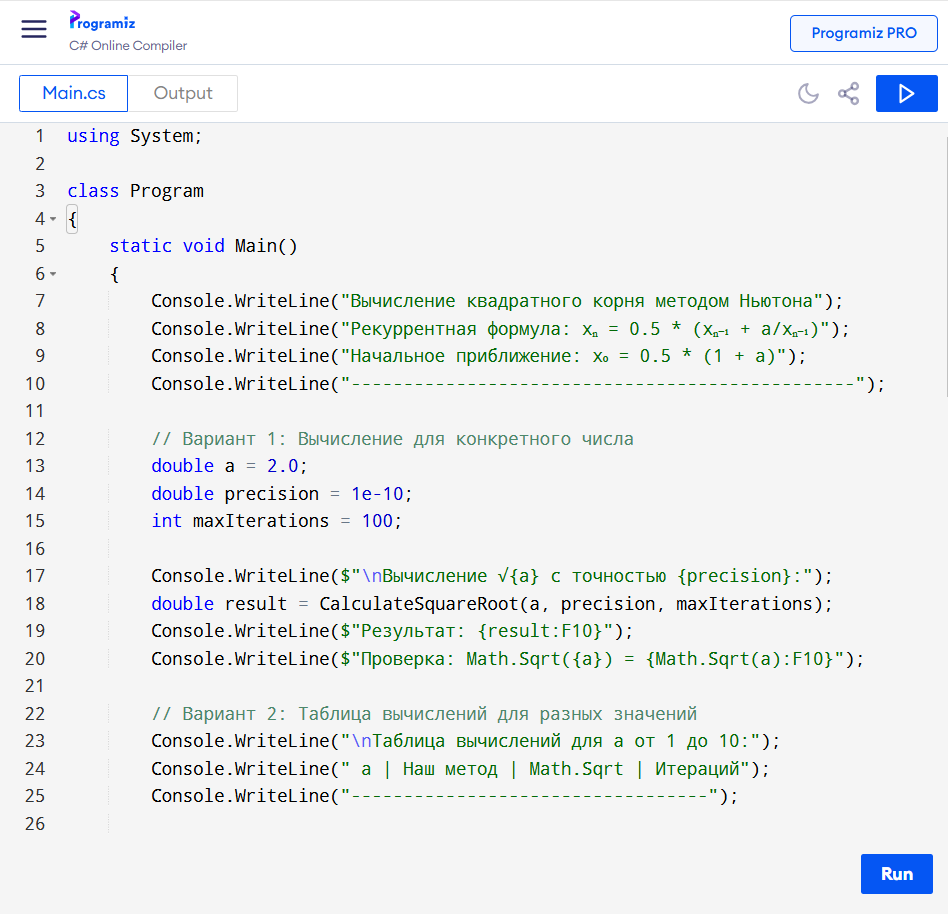 Programiz
C# Online Compiler
Programiz PRO
Main.cs
Output
1 using System;
2
3 class Program
4 {
5     static void Main()
6     {
7         Console.WriteLine("Вычисление квадратного корня методом Ньютона");
8         Console.WriteLine("Рекуррентная формула: xₙ = 0.5 * (xₙ₋₁ + a/xₙ₋₁)");
9         Console.WriteLine("Начальное приближение: x₀ = 0.5 * (1 + a)");
10         Console.WriteLine("------------------------------------------------");
11
12         // Вариант 1: Вычисление для конкретного числа
13         double a = 2.0;
14         double precision = 1e-10;
15         int maxIterations = 100;
16
17         Console.WriteLine($"\nВычисление √{a} с точностью {precision}:");
18         double result = CalculateSquareRoot(a, precision, maxIterations);
19         Console.WriteLine($"Результат: {result:F10}");
20         Console.WriteLine($"Проверка: Math.Sqrt({a}) = {Math.Sqrt(a):F10}");
21
22         // Вариант 2: Таблица вычислений для разных значений
23         Console.WriteLine("\nТаблица вычислений для a от 1 до 10:");
24         Console.WriteLine(" a | Наш метод | Math.Sqrt | Итераций");
25         Console.WriteLine("----------------------------------");
26
Run